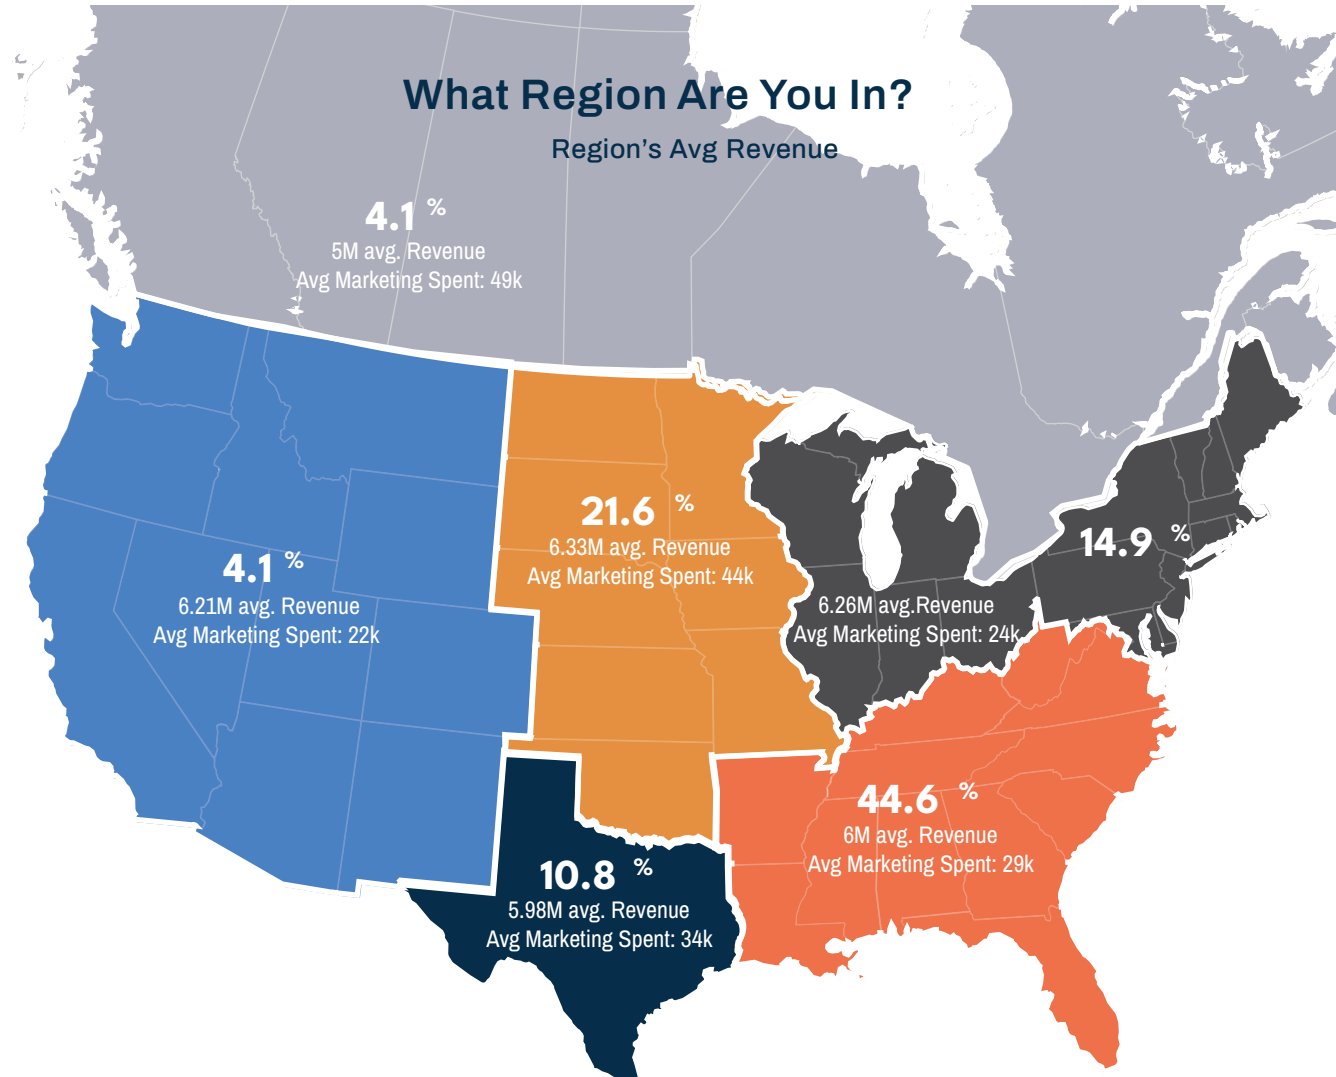 What Region Are You In?
Region's Avg Revenue
4.1 %
5M avg. Revenue
Avg Marketing Spent: 49k
21.6 %
6.33M avg. Revenue
Avg Marketing Spent: 44k
14.9 %
6.26M avg.Revenue
Avg Marketing Spent: 24k
4.1 %
6.21M avg. Revenue
Avg Marketing Spent: 22k
44.6 %
6M avg. Revenue
Avg Marketing Spent: 29k
10.8 %
5.98M avg. Revenue
Avg Marketing Spent: 34k